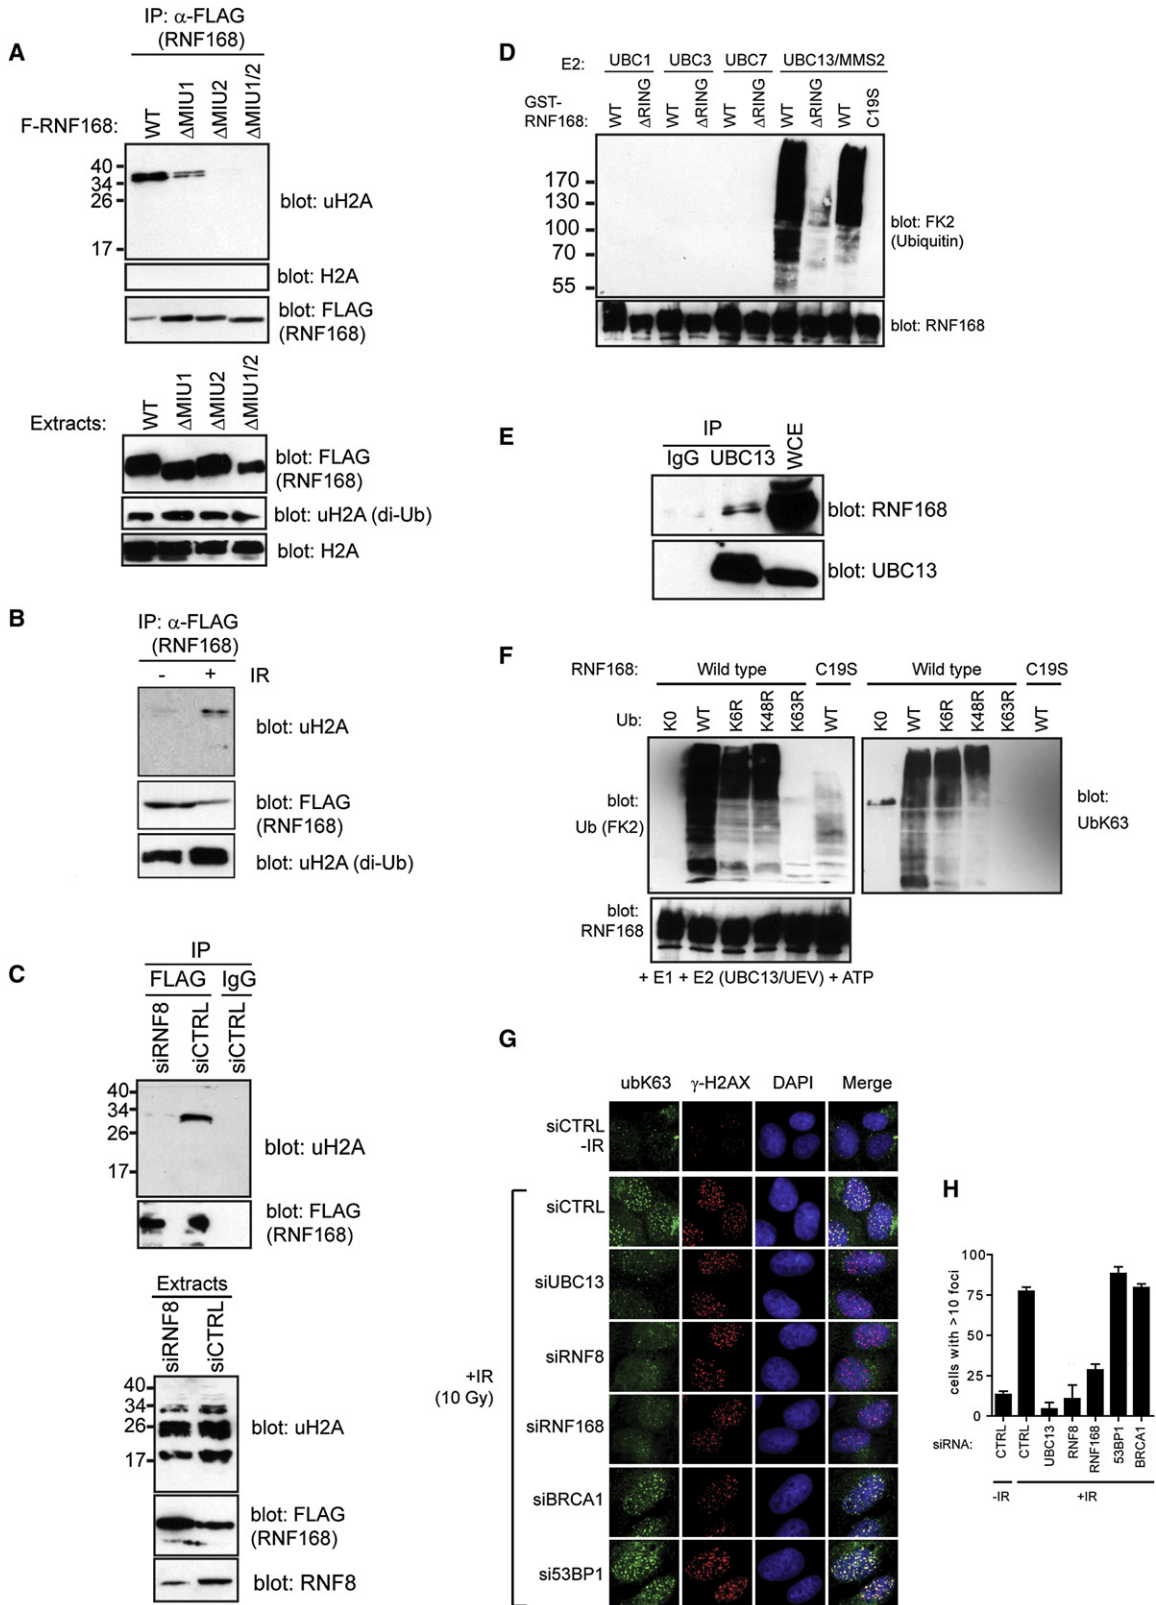 A
IP: α-FLAG
(RNF168)
F-RNF168:
WT
ΔMIU1
ΔMIU2
ΔMIU1/2
40
34
26
17
blot: uH2A
blot: H2A
blot: FLAG
(RNF168)
Extracts:
WT
ΔMIU1
ΔMIU2
ΔMIU1/2
blot: FLAG
(RNF168)
blot: uH2A (di-Ub)
blot: H2A
B
IP: α-FLAG
(RNF168)
- + IR
blot: uH2A
blot: FLAG
(RNF168)
blot: uH2A (di-Ub)
C
IP
FLAG IgG
siRNF8
siCTRL
siCTRL
40
34
26
17
blot: uH2A
blot: FLAG
(RNF168)
Extracts
siRNF8
siCTRL
40
34
26
17
blot: uH2A
blot: FLAG
(RNF168)
blot: RNF8
D
E2: UBC1 UBC3 UBC7 UBC13/MMS2
GST-
RNF168:
WT
ΔRING
WT
ΔRING
WT
ΔRING
WT
ΔRING
WT
C19S
170
130
100
70
55
blot: FK2
(Ubiquitin)
blot: RNF168
E
IP
IgG UBC13
WCE
blot: RNF168
blot: UBC13
F
RNF168: Wild type C19S Wild type C19S
Ub:
K0
WT
K6R
K48R
K63R
WT
K0
WT
K6R
K48R
K63R
WT
blot:
Ub (FK2)
blot:
UbK63
blot:
RNF168
+ E1 + E2 (UBC13/UEV) + ATP
G
ubK63 γ-H2AX DAPI Merge
siCTRL
-IR
siCTRL
siUBC13
siRNF8
+IR
(10 Gy)
siRNF168
siBRCA1
si53BP1
H
cells with >10 foci
100
75
50
25
0
siRNA:
CTRL
CTRL
UBC13
RNF8
RNF168
53BP1
BRCA1
-IR +IR